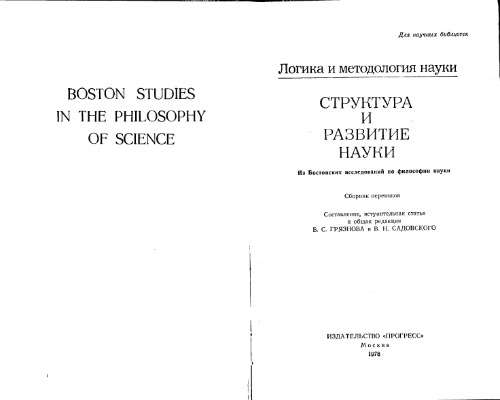 BOSTON STUDIES
IN THE PHILOSOPHY
OF SCIENCE
Для научных библиотек
Логика и методология науки
СТРУКТУРА
И
РАЗВИТИЕ
НАУКИ
Из Бостонских исследований по философии науки
Сборник переводов
Составление, вступительная статья
и общая редакция
Б. С. ГРЯЗНОВА и В. Н. САДОВСКОГО
ИЗДАТЕЛЬСТВО «ПРОГРЕСС»
Москва
1978